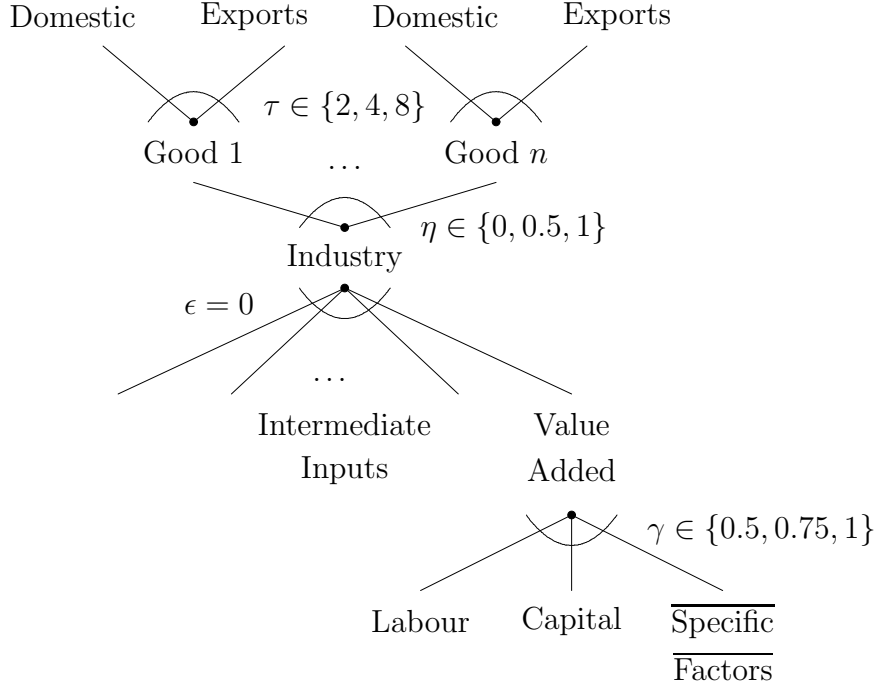 Domestic Exports Domestic Exports
τ ∈ {2, 4, 8}
Good 1 ... Good n
η ∈ {0, 0.5, 1}
Industry
ϵ = 0
...
Intermediate Value
Inputs Added
γ ∈ {0.5, 0.75, 1}
Labour Capital Specific
Factors